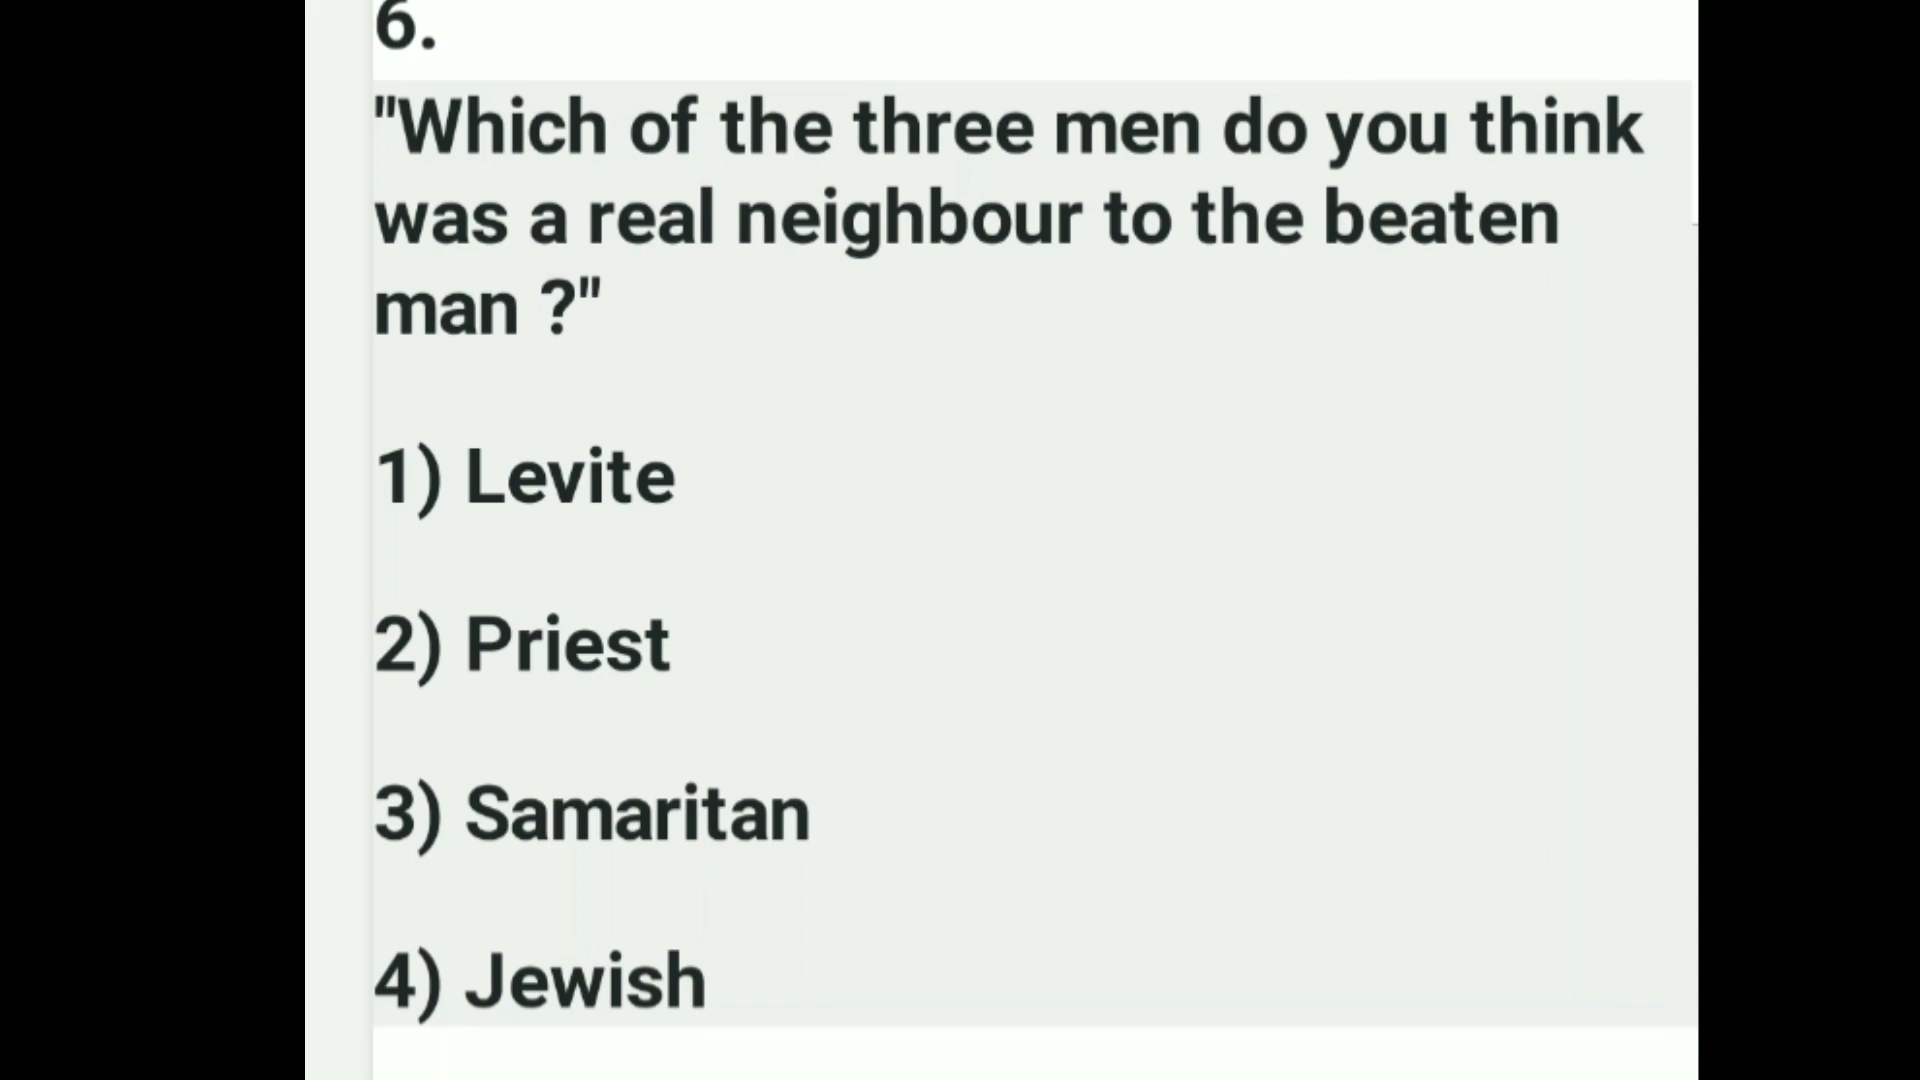 6.
"Which of the three men do you think
was a real neighbour to the beaten
man ?"
1) Levite
2) Priest
3) Samaritan
4) Jewish